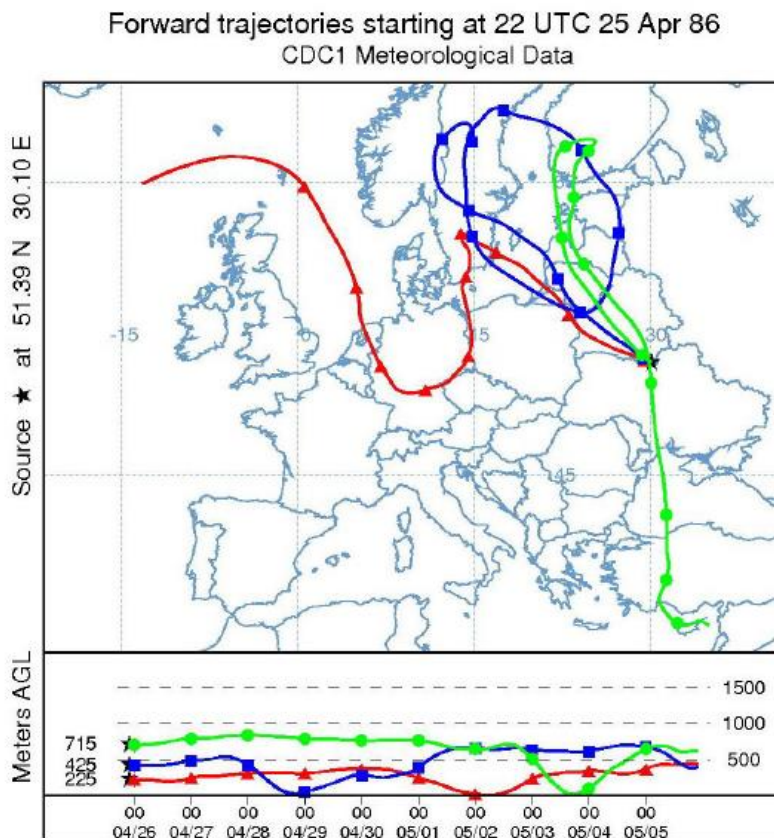 Forward trajectories starting at 22 UTC 25 Apr 86
CDC1 Meteorological Data
Source ★ at 51.39 N 30.10 E
-15
0
15
30
45
Meters AGL
1500
1000
500
715
425
225
00 00 00 00 00 00 00 00 00 00
04/26 04/27 04/28 04/29 04/30 05/01 05/02 05/03 05/04 05/05